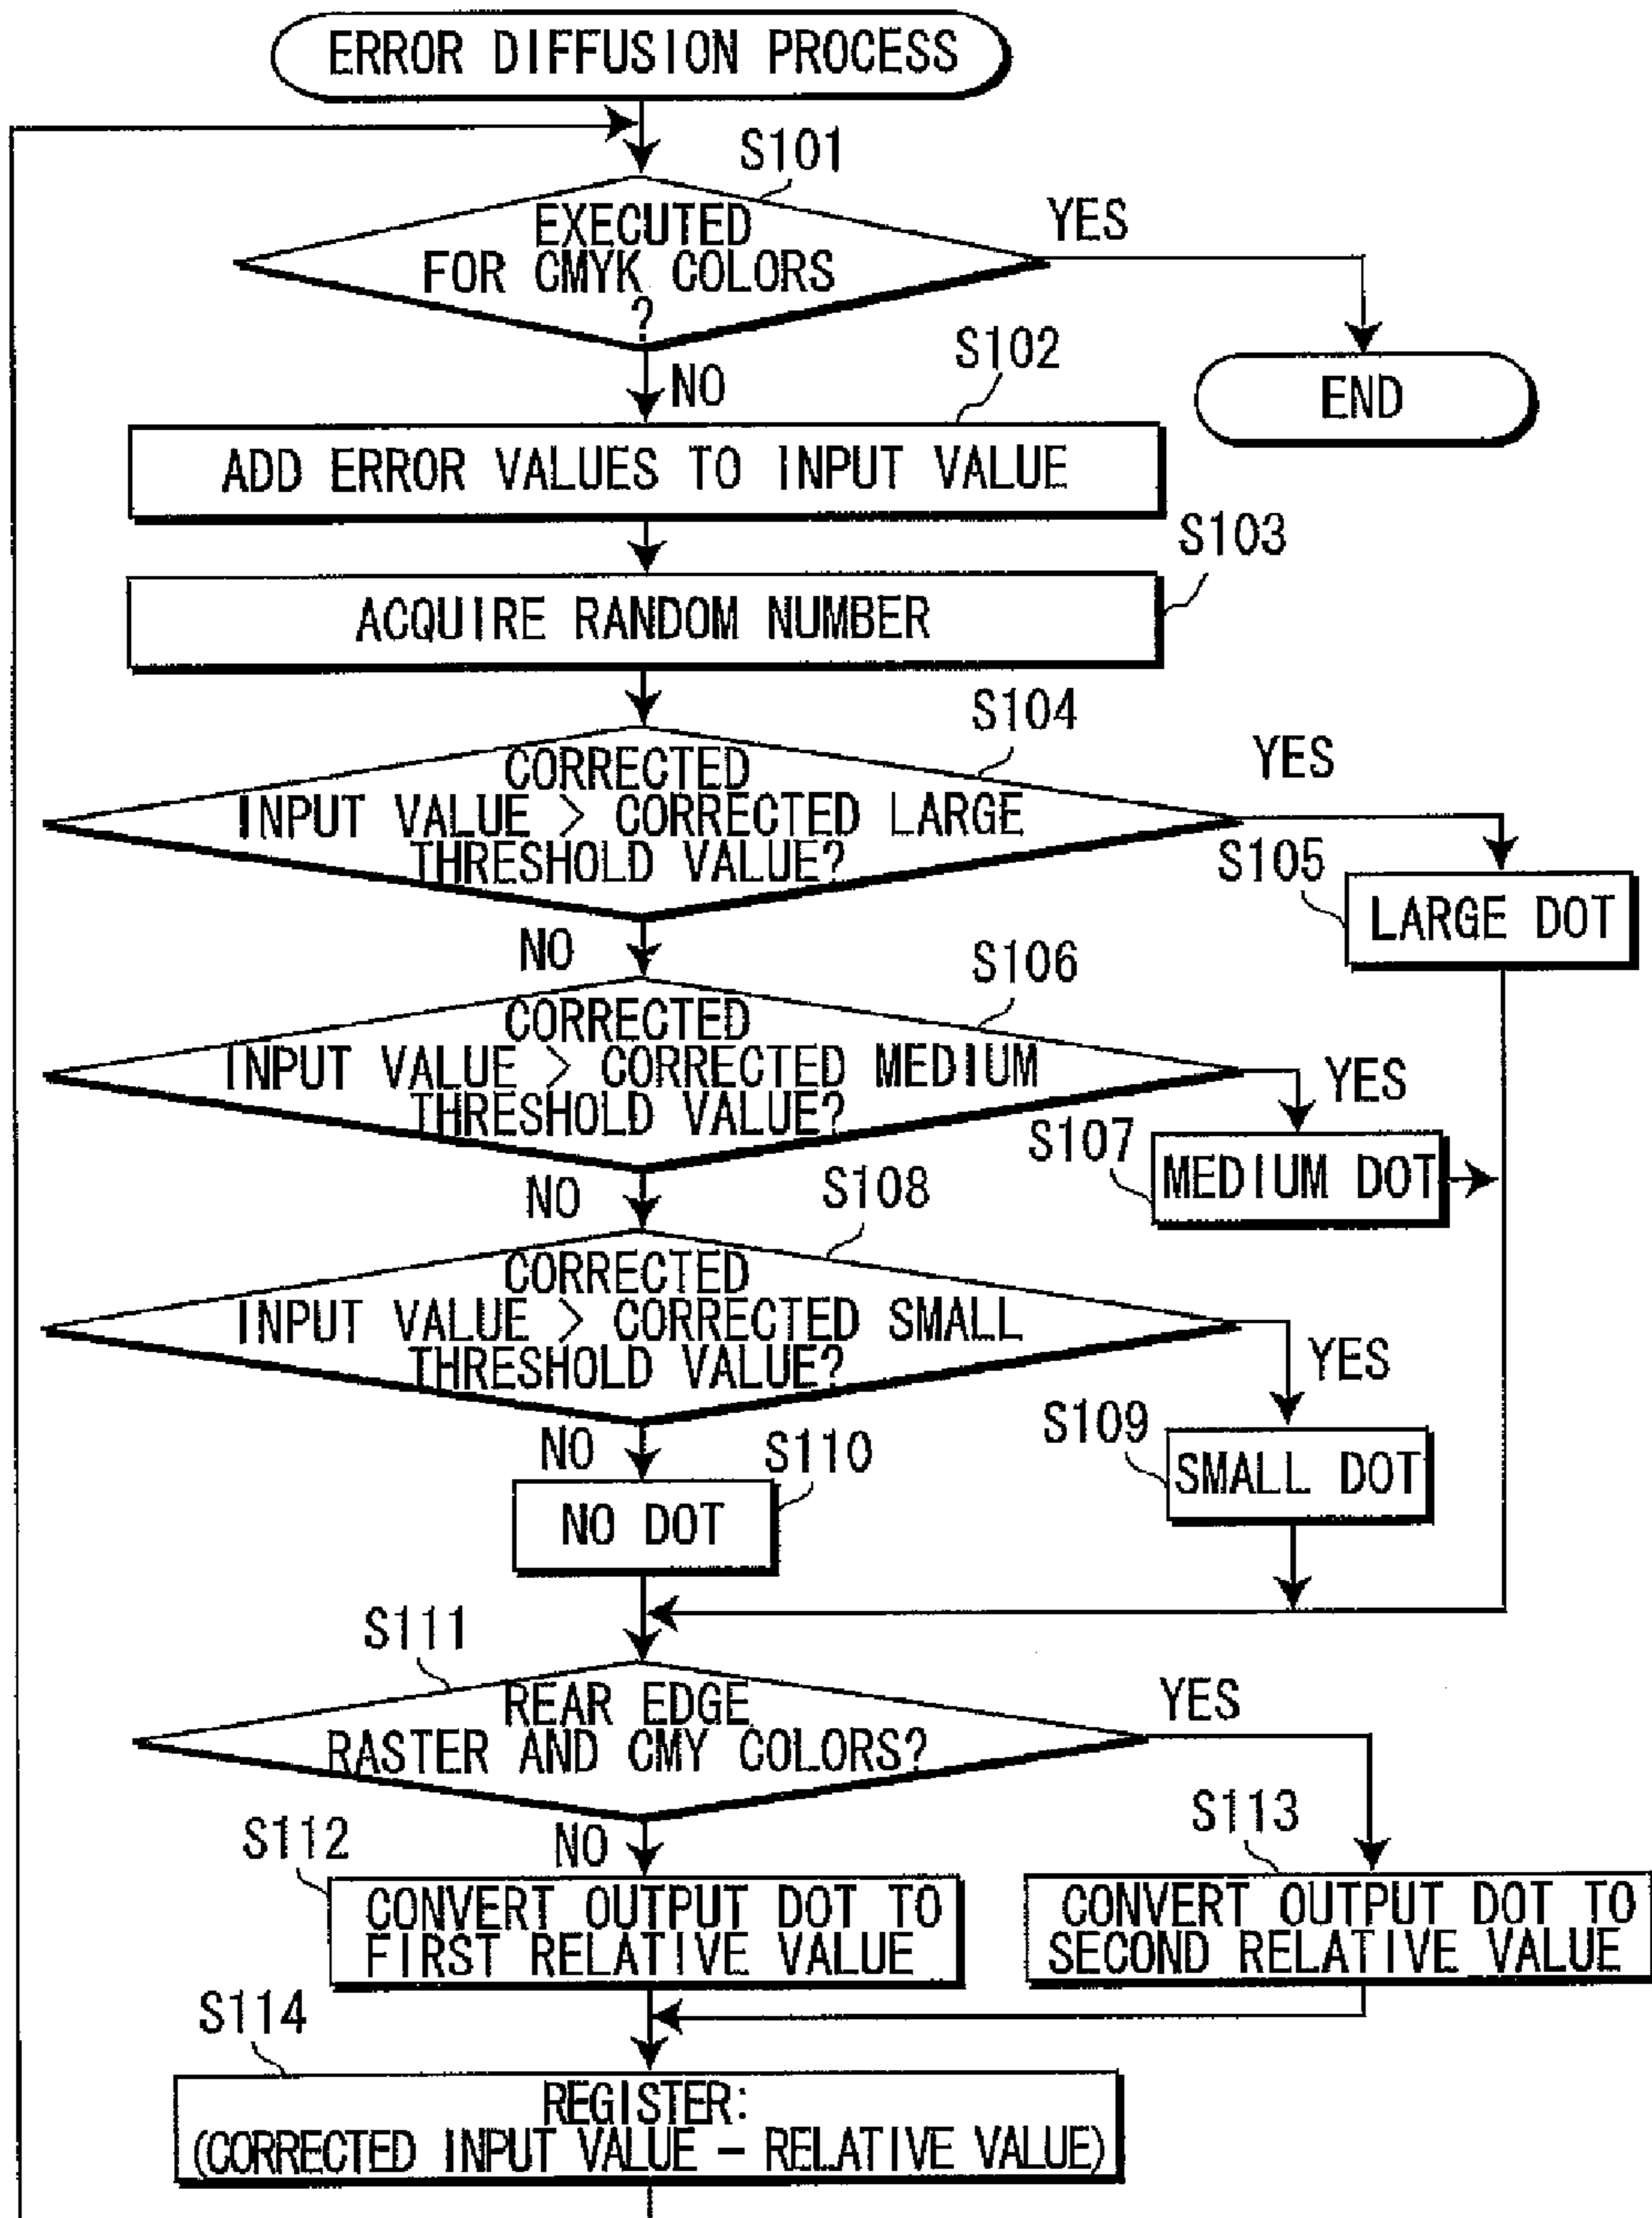 ERROR DIFFUSION PROCESS
S101
EXECUTED
FOR CMYK COLORS
?
YES
END
NO
S102
ADD ERROR VALUES TO INPUT VALUE
S103
ACQUIRE RANDOM NUMBER
S104
CORRECTED
INPUT VALUE > CORRECTED LARGE
THRESHOLD VALUE?
YES
S105
LARGE DOT
NO
S106
CORRECTED
INPUT VALUE > CORRECTED MEDIUM
THRESHOLD VALUE?
YES
S107
MEDIUM DOT
NO
S108
CORRECTED
INPUT VALUE > CORRECTED SMALL
THRESHOLD VALUE?
YES
S109
SMALL DOT
NO
S110
NO DOT
S111
REAR EDGE
RASTER AND CMY COLORS?
YES
NO
S112
CONVERT OUTPUT DOT TO
FIRST RELATIVE VALUE
S113
CONVERT OUTPUT DOT TO
SECOND RELATIVE VALUE
S114
REGISTER:
(CORRECTED INPUT VALUE – RELATIVE VALUE)